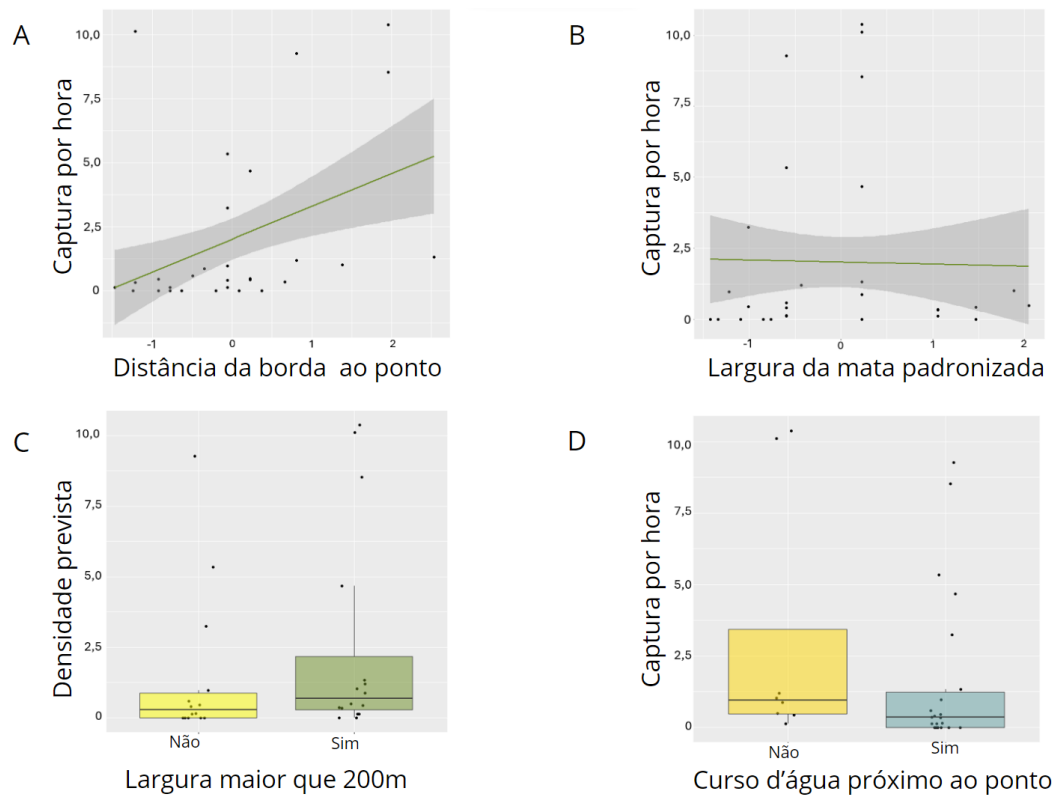 A
Captura por hora
10,0
7,5
5,0
2,5
0
-1
0
1
2
Distância da borda ao ponto
B
Captura por hora
10,0
7,5
5,0
2,5
0
-1
0
1
2
Largura da mata padronizada
C
Densidade prevista
10,0
7,5
5,0
2,5
0
Não
Sim
Largura maior que 200m
D
Captura por hora
10,0
7,5
5,0
2,5
0
Não
Sim
Curso d’água próximo ao ponto